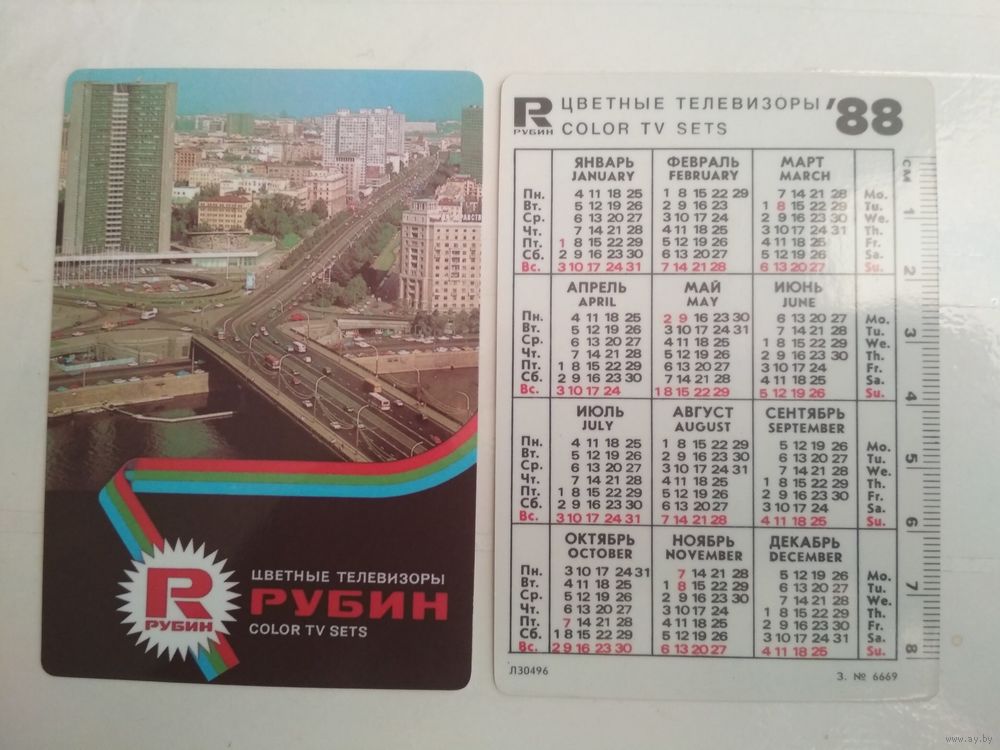 ЦВЕТНЫЕ ТЕЛЕВИЗОРЫ
РУБИН
COLOR TV SETS
R
РУБИН
R ЦВЕТНЫЕ ТЕЛЕВИЗОРЫ '88
РУБИН COLOR TV SETS
ЯНВАРЬ ФЕВРАЛЬ МАРТ
JANUARY FEBRUARY MARCH
Пн. 4 11 18 25 1 8 15 22 29 7 14 21 28 Mo.
Вт. 5 12 19 26 2 9 16 23 1 8 15 22 29 Tu.
Ср. 6 13 20 27 3 10 17 24 2 9 16 23 30 We.
Чт. 7 14 21 28 4 11 18 25 3 10 17 24 31 Th.
Пт. 1 8 15 22 29 5 12 19 26 4 11 18 25 Fr.
Сб. 2 9 16 23 30 6 13 20 27 5 12 19 26 Sa.
Вс. 3 10 17 24 31 7 14 21 28 6 13 20 27 Su.
АПРЕЛЬ МАЙ ИЮНЬ
APRIL MAY JUNE
Пн. 4 11 18 25 2 9 16 23 30 6 13 20 27 Mo.
Вт. 5 12 19 26 3 10 17 24 31 7 14 21 28 Tu.
Ср. 6 13 20 27 4 11 18 25 1 8 15 22 29 We.
Чт. 7 14 21 28 5 12 19 26 2 9 16 23 30 Th.
Пт. 1 8 15 22 29 6 13 20 27 3 10 17 24 Fr.
Сб. 2 9 16 23 30 7 14 21 28 4 11 18 25 Sa.
Вс. 3 10 17 24 1 8 15 22 29 5 12 19 26 Su.
ИЮЛЬ АВГУСТ СЕНТЯБРЬ
JULY AUGUST SEPTEMBER
Пн. 4 11 18 25 1 8 15 22 29 5 12 19 26 Mo.
Вт. 5 12 19 26 2 9 16 23 30 6 13 20 27 Tu.
Ср. 6 13 20 27 3 10 17 24 31 7 14 21 28 We.
Чт. 7 14 21 28 4 11 18 25 1 8 15 22 29 Th.
Пт. 1 8 15 22 29 5 12 19 26 2 9 16 23 30 Fr.
Сб. 2 9 16 23 30 6 13 20 27 3 10 17 24 Sa.
Вс. 3 10 17 24 31 7 14 21 28 4 11 18 25 Su.
ОКТЯБРЬ НОЯБРЬ ДЕКАБРЬ
OCTOBER NOVEMBER DECEMBER
Пн. 3 10 17 24 31 7 14 21 28 5 12 19 26 Mo.
Вт. 4 11 18 25 1 8 15 22 29 6 13 20 27 Tu.
Ср. 5 12 19 26 2 9 16 23 30 7 14 21 28 We.
Чт. 6 13 20 27 3 10 17 24 1 8 15 22 29 Th.
Пт. 7 14 21 28 4 11 18 25 2 9 16 23 30 Fr.
Сб. 1 8 15 22 29 5 12 19 26 3 10 17 24 31 Sa.
Вс. 2 9 16 23 30 6 13 20 27 4 11 18 25 Su.
СМ
1
2
3
4
5
6
7
8
Л30496 З. № 6669
www.ay.by